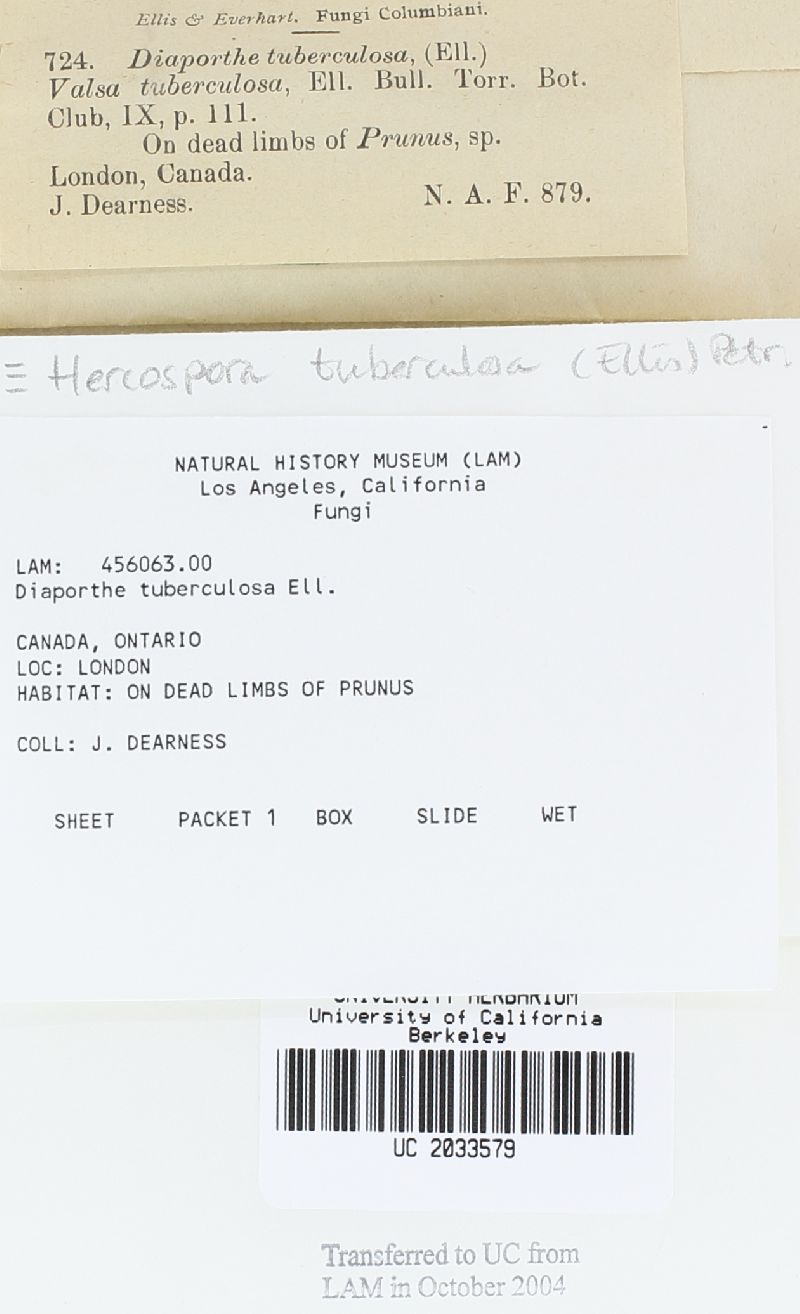 Ellis & Everhart. Fungi Columbiani.
724. Diaporthe tuberculosa, (Ell.)
Valsa tuberculosa, Ell. Bull. Torr. Bot.
Club, IX, p. 111.
On dead limbs of Prunus, sp.
London, Canada.
J. Dearness. N. A. F. 879.
≡ Hercospora tuberculosa (Ellis) Petr.
NATURAL HISTORY MUSEUM (LAM)
Los Angeles, California
Fungi
LAM: 456063.00
Diaporthe tuberculosa Ell.
CANADA, ONTARIO
LOC: LONDON
HABITAT: ON DEAD LIMBS OF PRUNUS
COLL: J. DEARNESS
SHEET PACKET 1 BOX SLIDE WET
UNIVERSITY HERBARIUM
University of California
Berkeley
UC 2033579
Transferred to UC from
LAM in October 2004